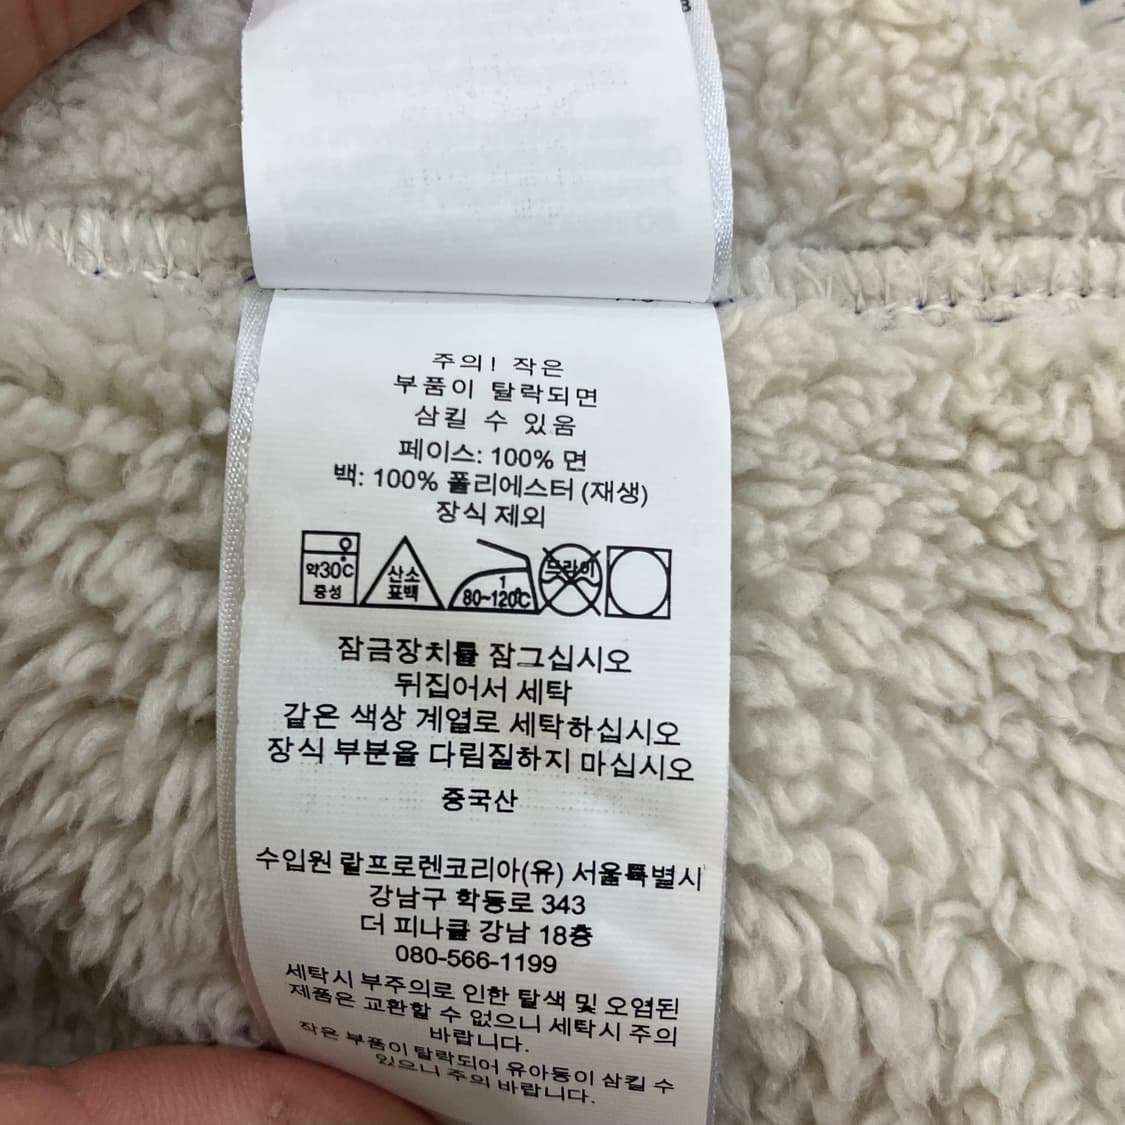 주의! 작은
부품이 탈락되면
삼킬 수 있음
페이스: 100% 면
백: 100% 폴리에스터 (재생)
장식 제외
약30℃
중성
산소
표백
1
80~120℃
드라이
잠금장치를 잠그십시오
뒤집어서 세탁
같은 색상 계열로 세탁하십시오
장식 부분을 다림질하지 마십시오
중국산
수입원 랄프로렌코리아(유) 서울특별시
강남구 학동로 343
더 피나클 강남 18층
080-566-1199
세탁시 부주의로 인한 탈색 및 오염된
제품은 교환할 수 없으니 세탁시 주의
바랍니다.
작은 부품이 탈락되어 유아동이 삼킬 수
있으니 주의 바랍니다.